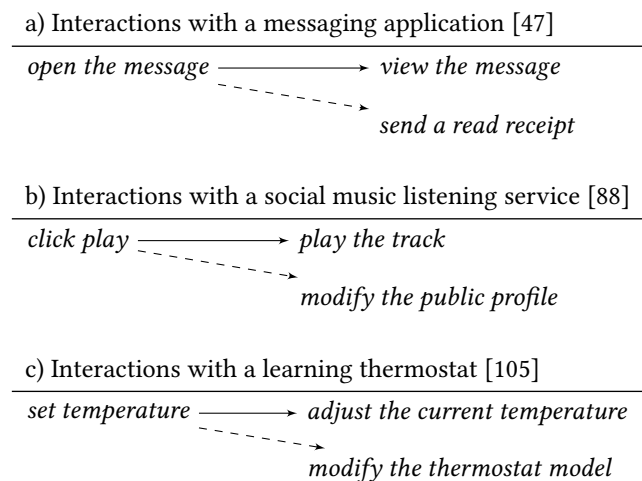 a) Interactions with a messaging application [47]
open the message view the message
send a read receipt
b) Interactions with a social music listening service [88]
click play play the track
modify the public profile
c) Interactions with a learning thermostat [105]
set temperature adjust the current temperature
modify the thermostat model